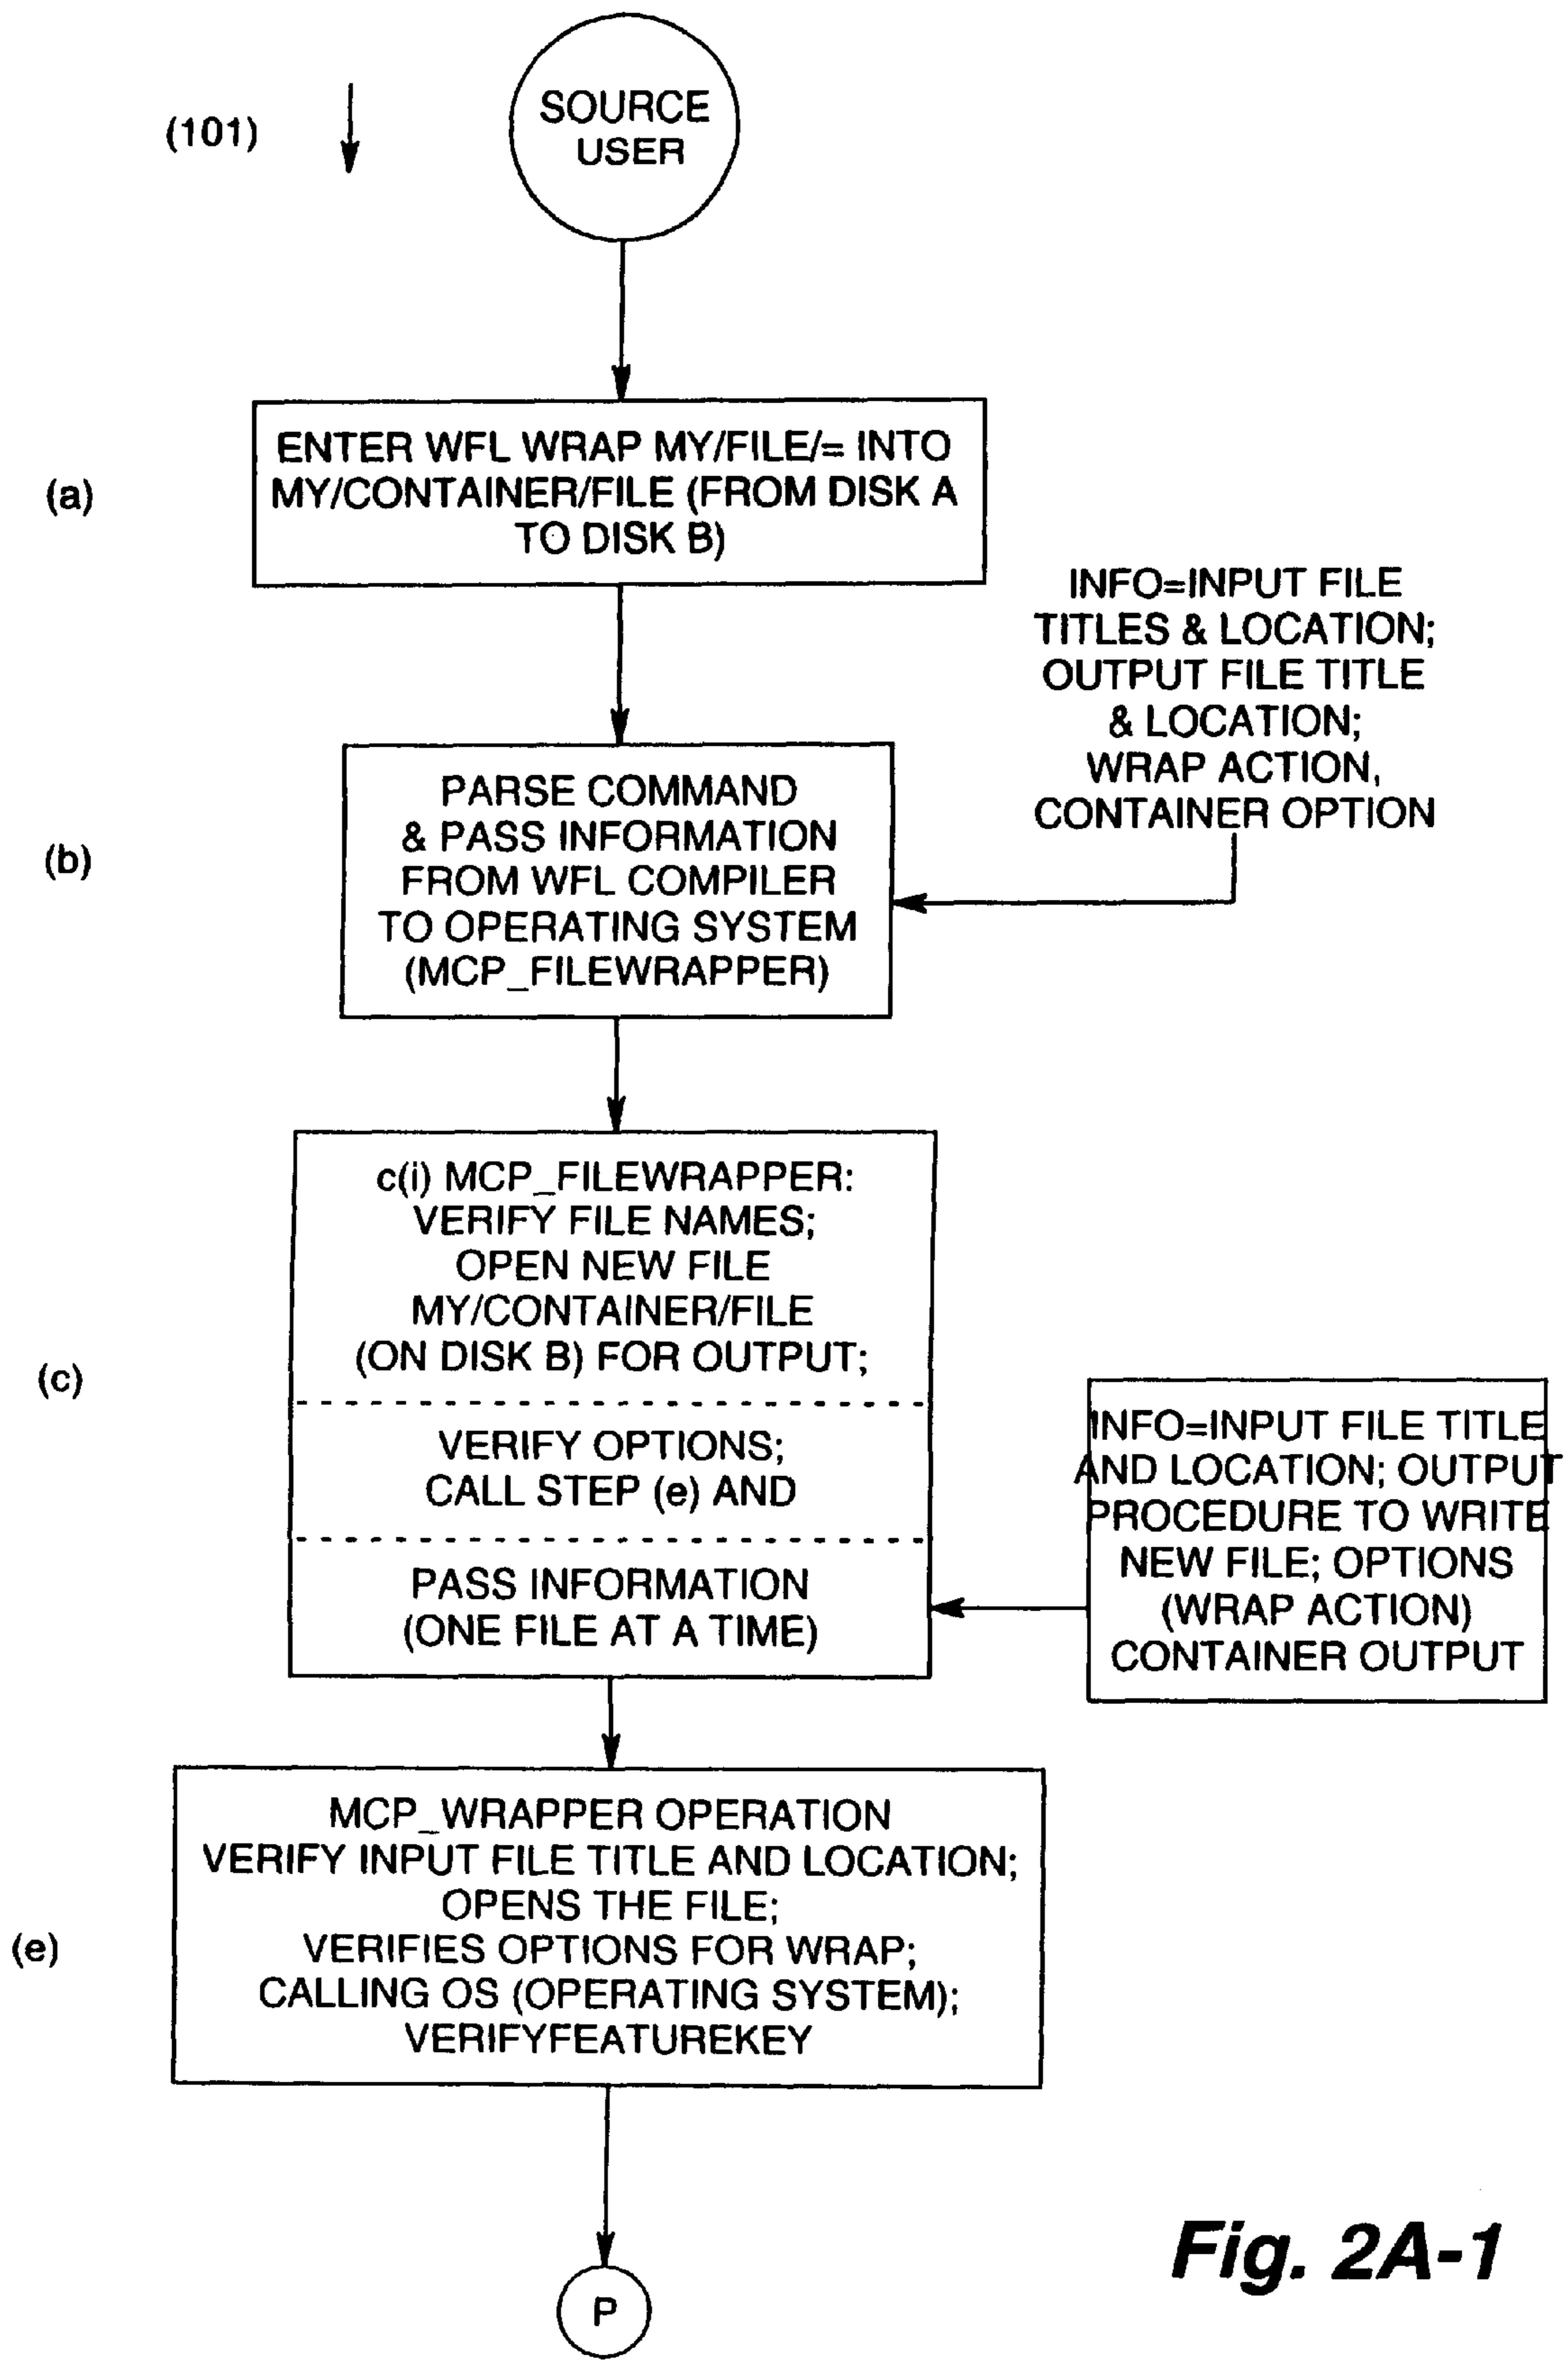 (101)
SOURCE
USER
(a)
ENTER WFL WRAP MY/FILE/= INTO
MY/CONTAINER/FILE (FROM DISK A
TO DISK B)
INFO=INPUT FILE
TITLES & LOCATION;
OUTPUT FILE TITLE
& LOCATION;
WRAP ACTION,
CONTAINER OPTION
(b)
PARSE COMMAND
& PASS INFORMATION
FROM WFL COMPILER
TO OPERATING SYSTEM
(MCP_FILEWRAPPER)
(c)
c(i) MCP_FILEWRAPPER:
VERIFY FILE NAMES;
OPEN NEW FILE
MY/CONTAINER/FILE
(ON DISK B) FOR OUTPUT;
VERIFY OPTIONS;
CALL STEP (e) AND
PASS INFORMATION
(ONE FILE AT A TIME)
INFO=INPUT FILE TITLE
AND LOCATION; OUTPUT
PROCEDURE TO WRITE
NEW FILE; OPTIONS
(WRAP ACTION)
CONTAINER OUTPUT
(e)
MCP_WRAPPER OPERATION
VERIFY INPUT FILE TITLE AND LOCATION;
OPENS THE FILE;
VERIFIES OPTIONS FOR WRAP;
CALLING OS (OPERATING SYSTEM);
VERIFYFEATUREKEY
P
Fig. 2A-1